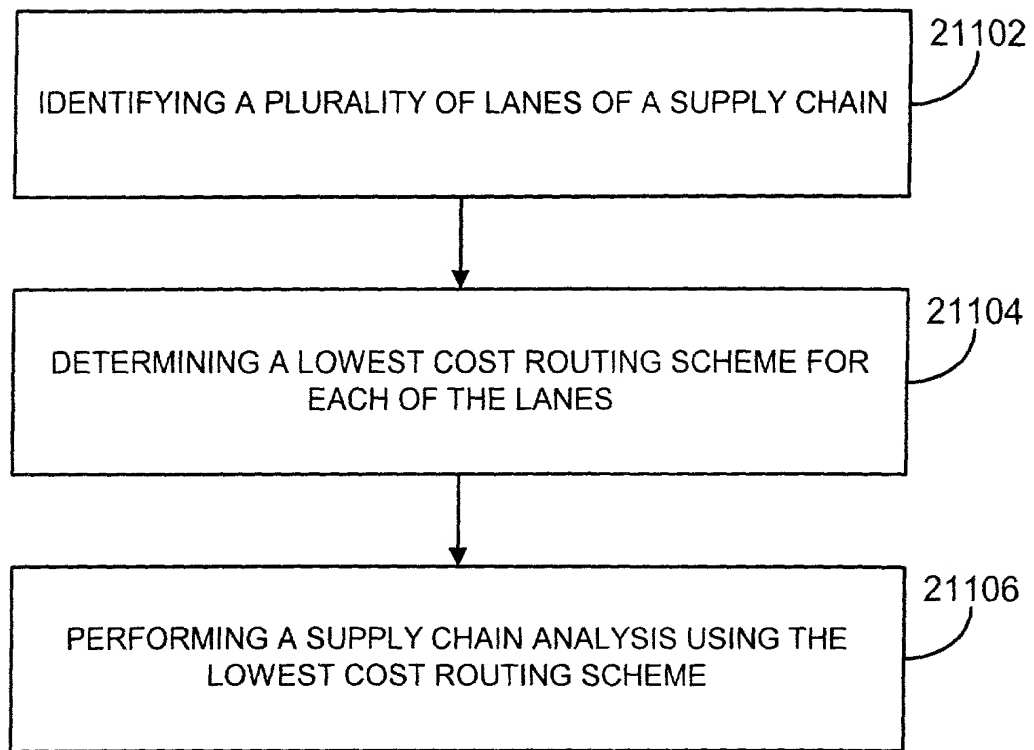 21102
IDENTIFYING A PLURALITY OF LANES OF A SUPPLY CHAIN
21104
DETERMINING A LOWEST COST ROUTING SCHEME FOR
EACH OF THE LANES
21106
PERFORMING A SUPPLY CHAIN ANALYSIS USING THE
LOWEST COST ROUTING SCHEME